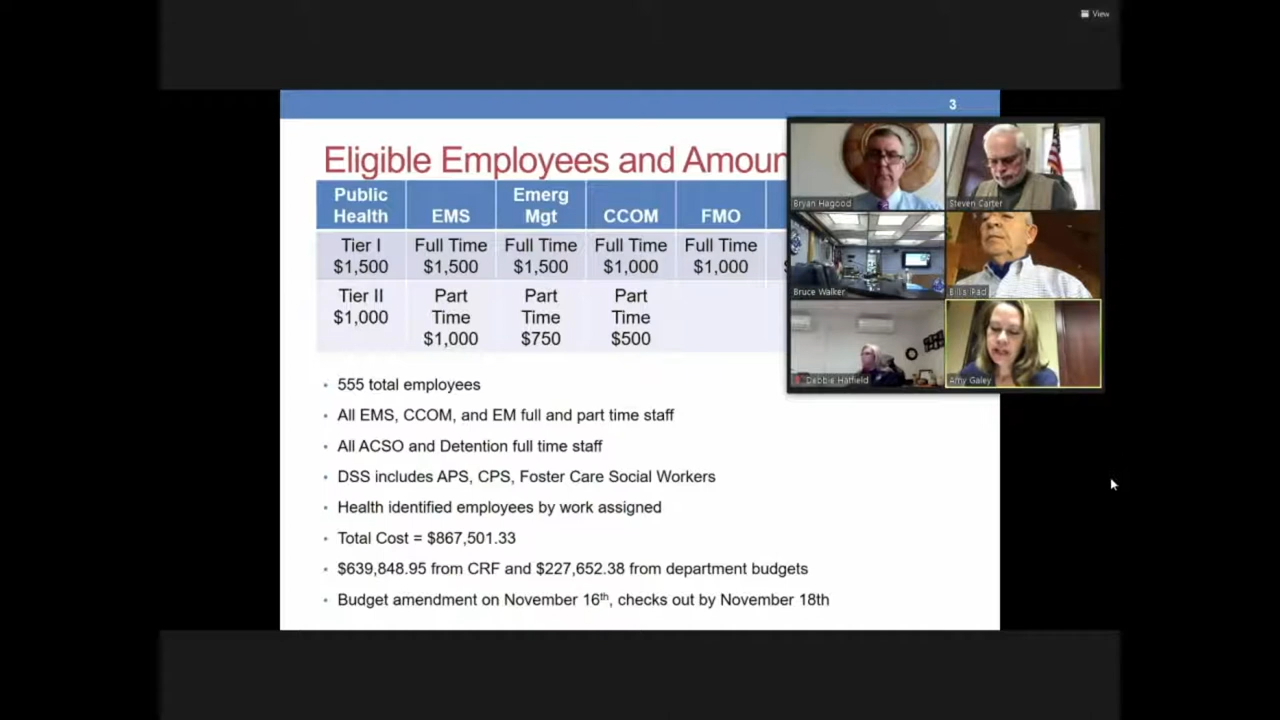 View
3
Eligible Employees and Amoun
Public Health EMS Emerg Mgt CCOM FMO
Tier I $1,500 Full Time $1,500 Full Time $1,500 Full Time $1,000 Full Time $1,000
Tier II $1,000 Part Time $1,000 Part Time $750 Part Time $500
Bryan Hagood
Steven Carter
Bruce Walker
Bill's iPad
Debbie Hatfield
Amy Galey
• 555 total employees
• All EMS, CCOM, and EM full and part time staff
• All ACSO and Detention full time staff
• DSS includes APS, CPS, Foster Care Social Workers
• Health identified employees by work assigned
• Total Cost = $867,501.33
• $639,848.95 from CRF and $227,652.38 from department budgets
• Budget amendment on November 16th, checks out by November 18th